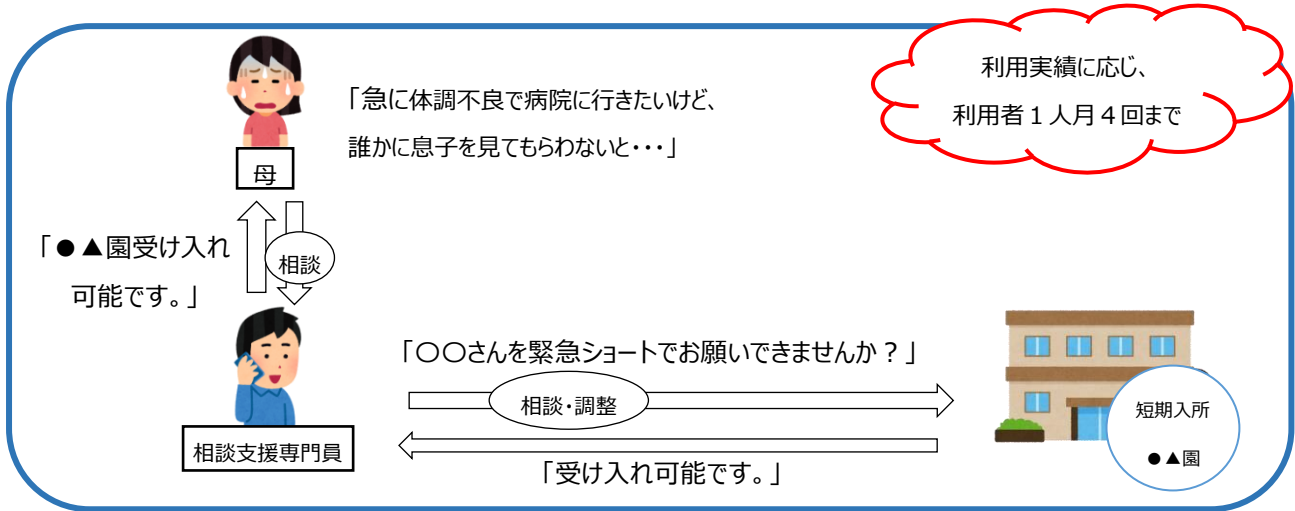 利用実績に応じ、
利用者1人月4回まで
「急に体調不良で病院に行きたいけど、
誰かに息子を見てもらわないと・・・」
母
「●▲園受け入れ
可能です。」
相談
「〇〇さんを緊急ショートでお願いできませんか?」
相談・調整
相談支援専門員
「受け入れ可能です。」
短期入所
●▲園